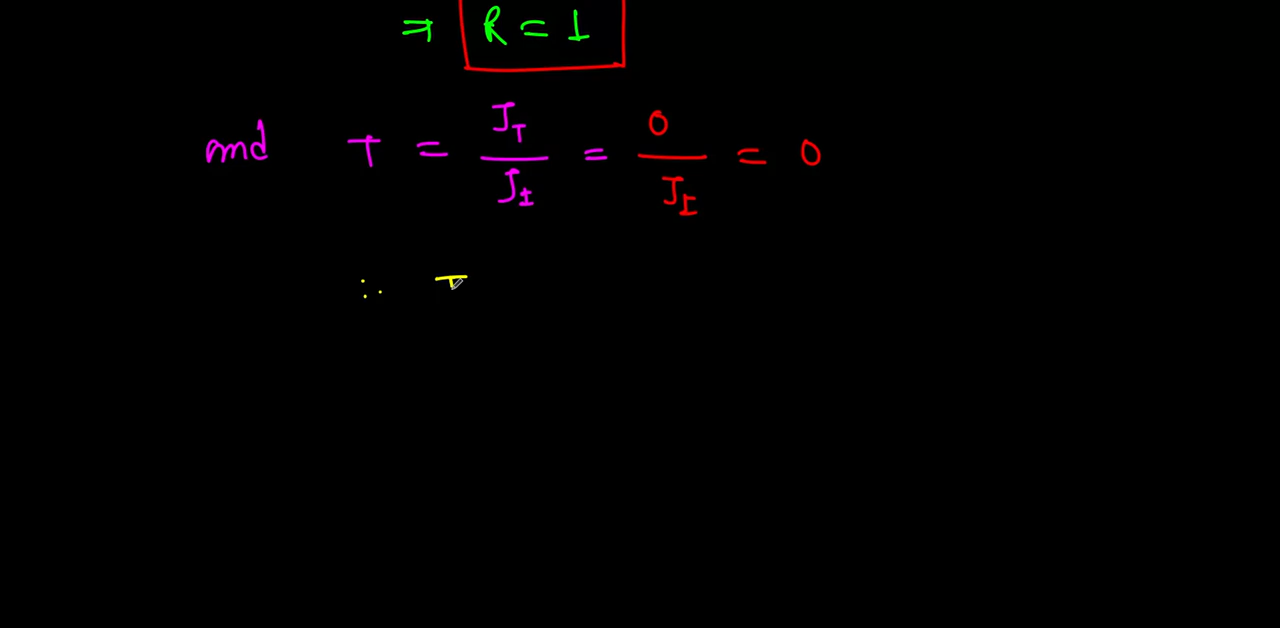 ⇒ R = 1
and T = J_T / J_I = 0 / J_I = 0
∴ T